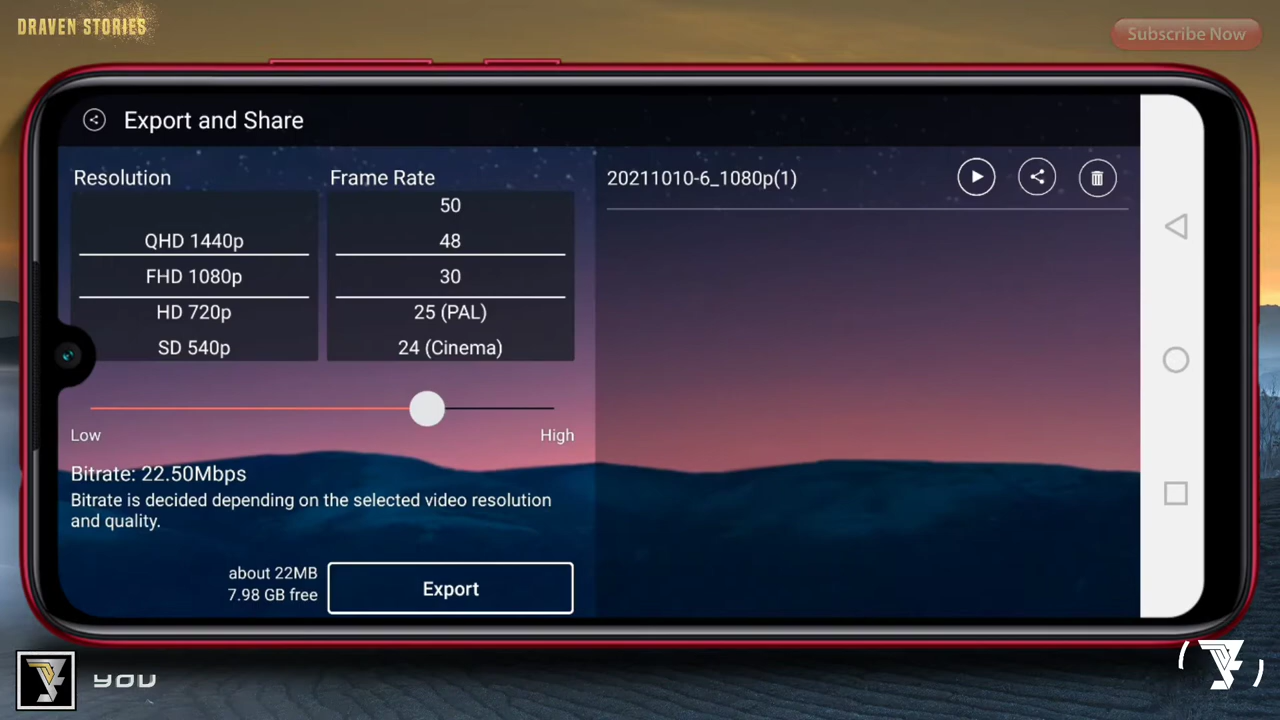 DRAVEN STORIES
Subscribe Now
Export and Share
Resolution
Frame Rate
20211010-6_1080p(1)
50
QHD 1440p
48
FHD 1080p
30
HD 720p
25 (PAL)
SD 540p
24 (Cinema)
Low
High
Bitrate: 22.50Mbps
Bitrate is decided depending on the selected video resolution
and quality.
about 22MB
7.98 GB free
Export
YOU